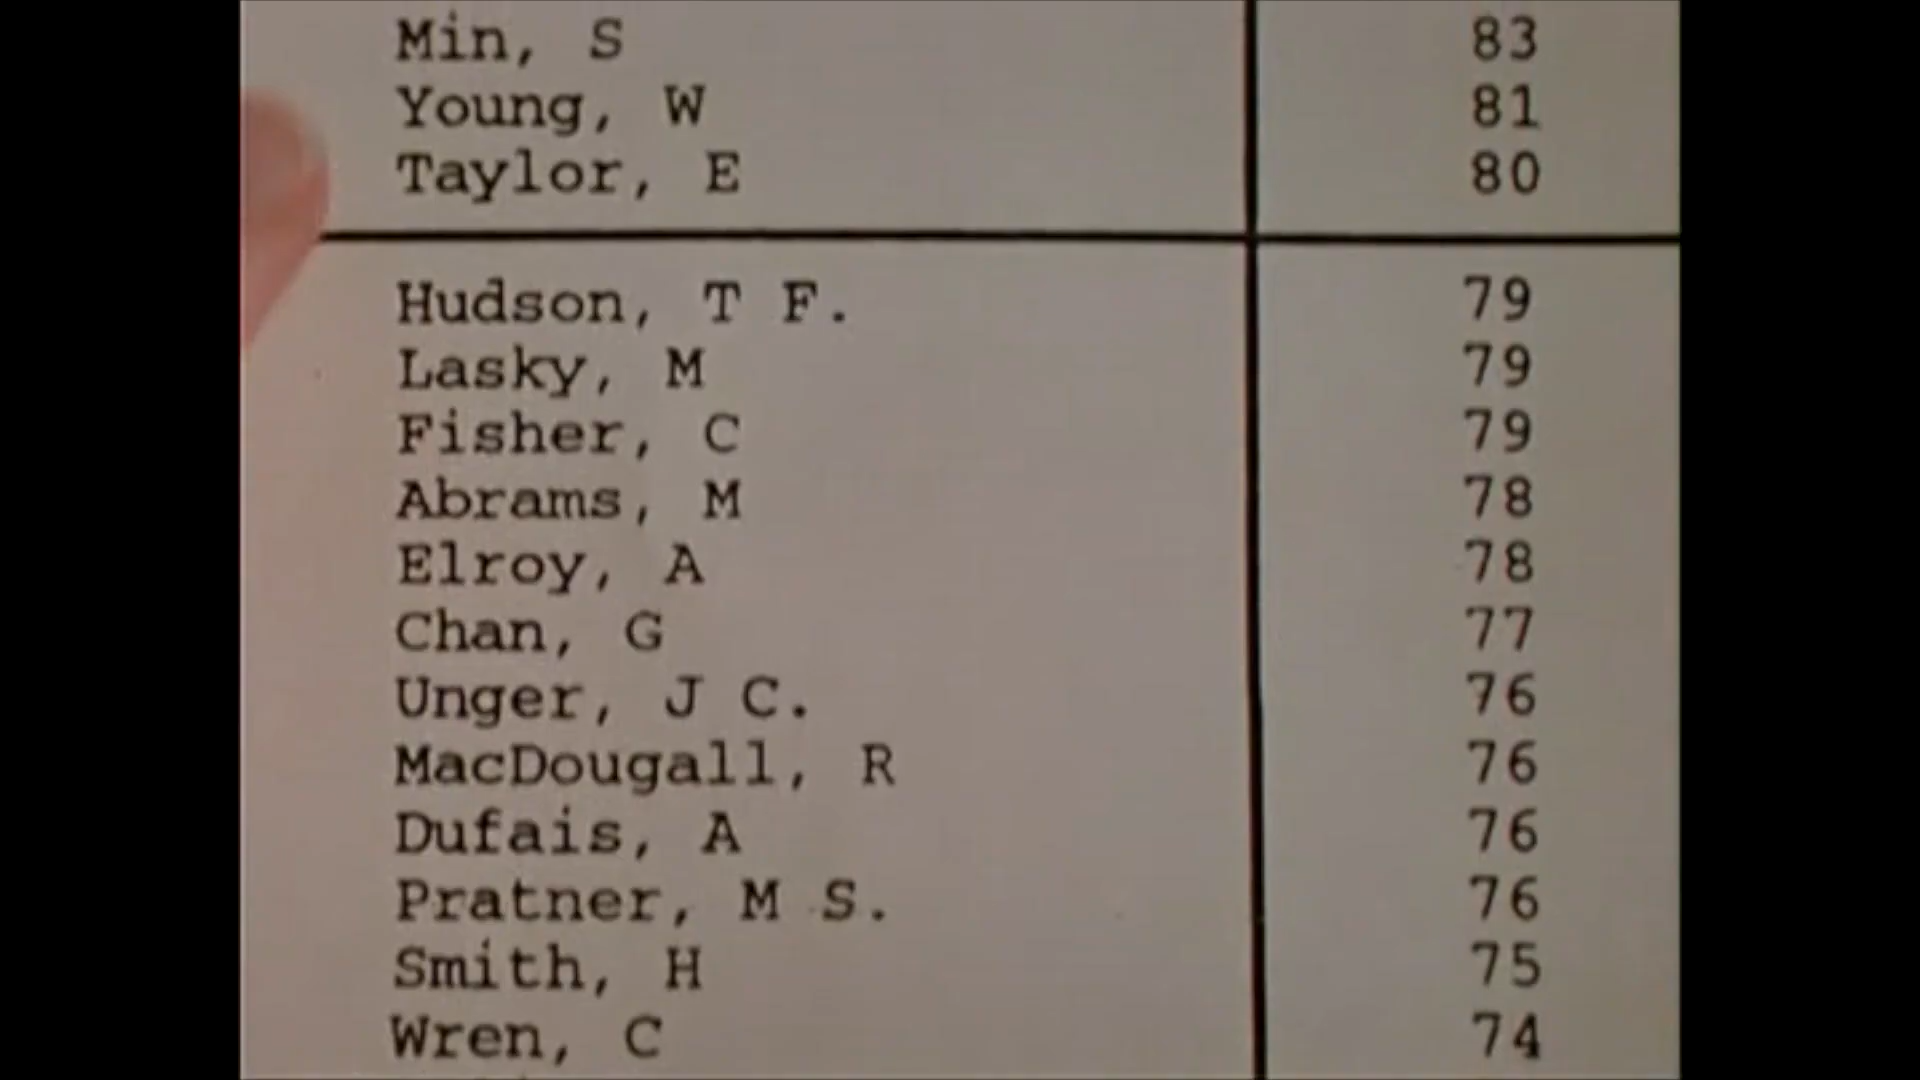 Min, S 83
Young, W 81
Taylor, E 80
Hudson, T F. 79
Lasky, M 79
Fisher, C 79
Abrams, M 78
Elroy, A 78
Chan, G 77
Unger, J C. 76
MacDougall, R 76
Dufais, A 76
Pratner, M S. 76
Smith, H 75
Wren, C 74